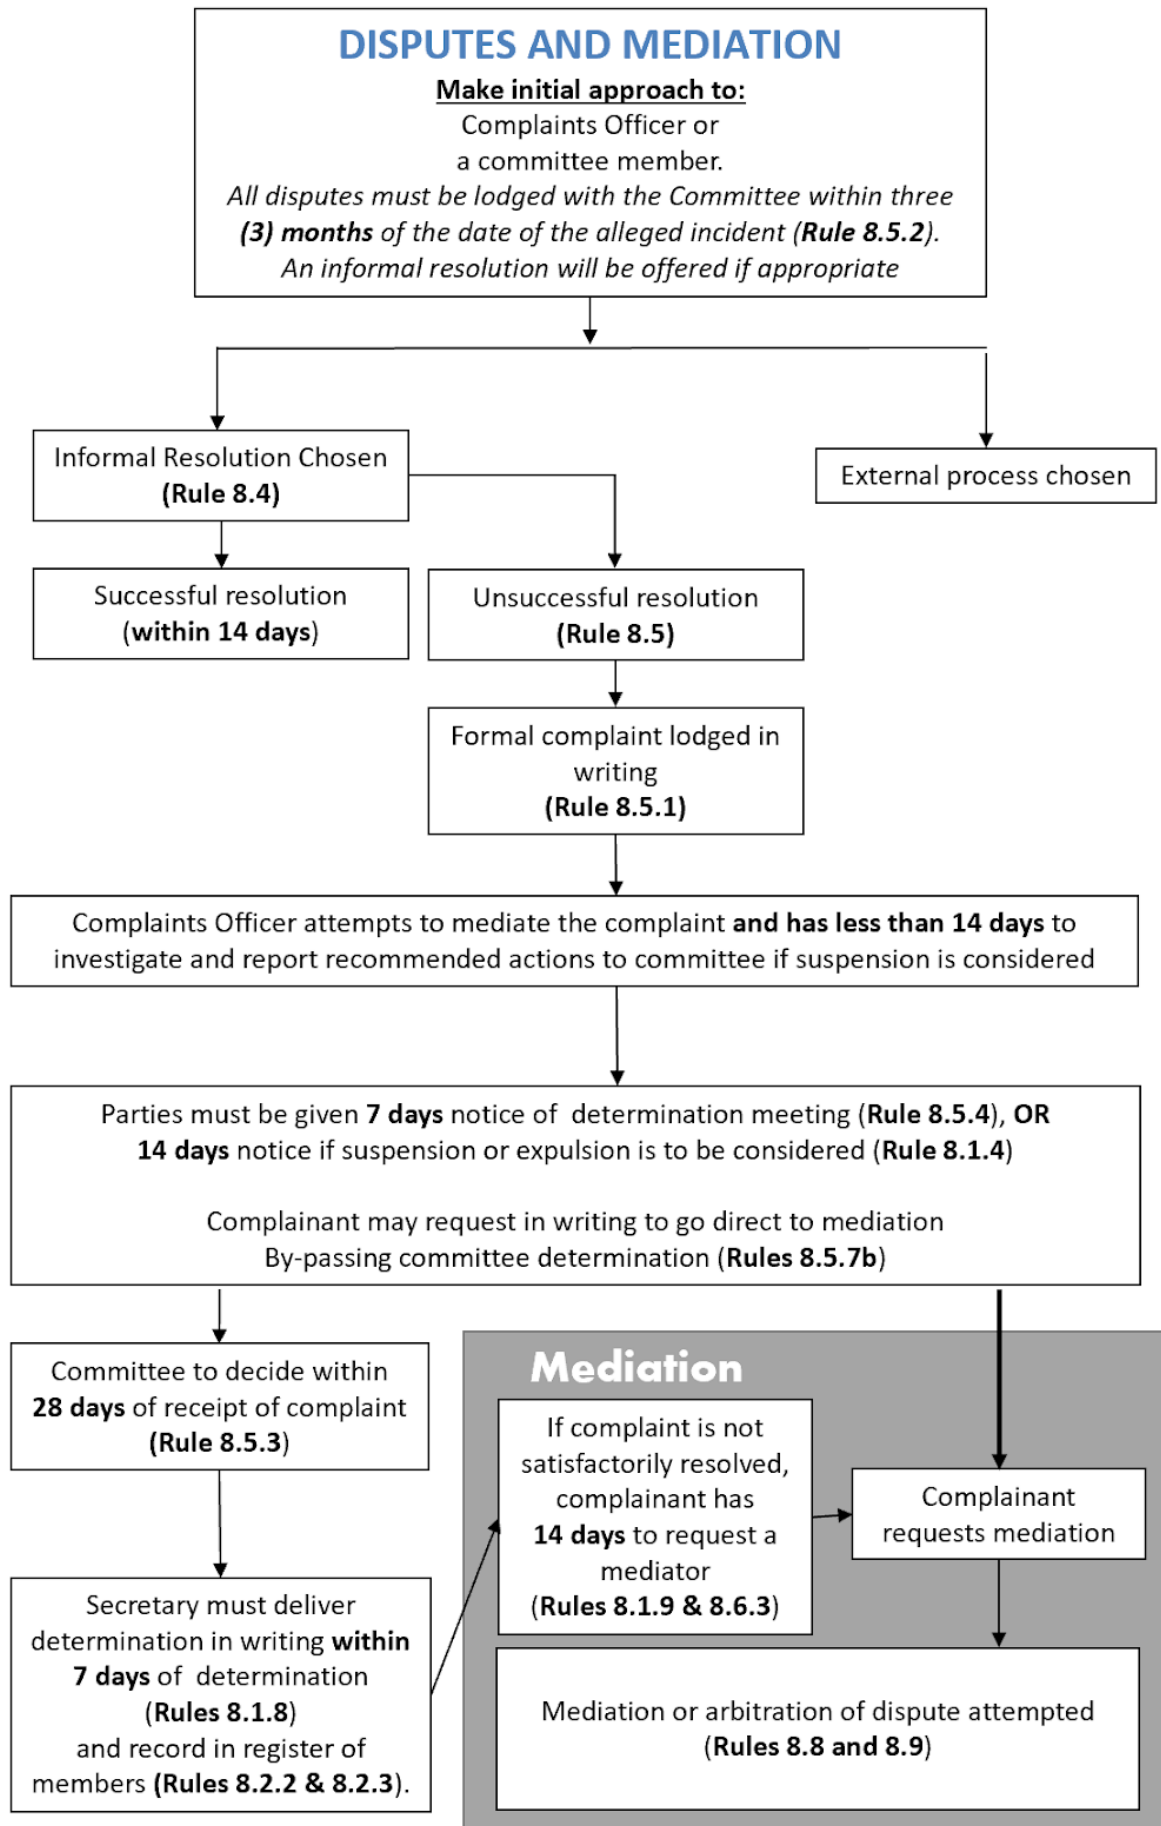 DISPUTES AND MEDIATION
Make initial approach to:
Complaints Officer or
a committee member.
All disputes must be lodged with the Committee within three
(3) months of the date of the alleged incident (Rule 8.5.2).
An informal resolution will be offered if appropriate
Informal Resolution Chosen
(Rule 8.4)
External process chosen
Successful resolution
(within 14 days)
Unsuccessful resolution
(Rule 8.5)
Formal complaint lodged in
writing
(Rule 8.5.1)
Complaints Officer attempts to mediate the complaint and has less than 14 days to
investigate and report recommended actions to committee if suspension is considered
Parties must be given 7 days notice of determination meeting (Rule 8.5.4), OR
14 days notice if suspension or expulsion is to be considered (Rule 8.1.4)
Complainant may request in writing to go direct to mediation
By-passing committee determination (Rules 8.5.7b)
Committee to decide within
28 days of receipt of complaint
(Rule 8.5.3)
Secretary must deliver
determination in writing within
7 days of determination
(Rules 8.1.8)
and record in register of
members (Rules 8.2.2 & 8.2.3).
Mediation
If complaint is not
satisfactorily resolved,
complainant has
14 days to request a
mediator
(Rules 8.1.9 & 8.6.3)
Complainant
requests mediation
Mediation or arbitration of dispute attempted
(Rules 8.8 and 8.9)